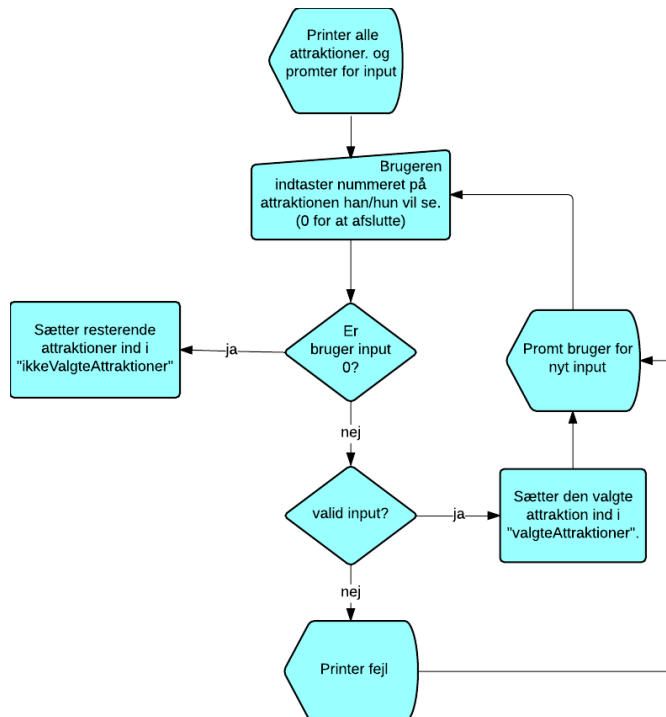 Printer alle
attraktioner. og
promter for input
Brugeren
indtaster nummeret på
attraktionen han/hun vil se.
(0 for at afslutte)
Er
bruger input
0?
ja
Sætter resterende
attraktioner ind i
"ikkeValgteAttraktioner"
nej
valid input?
ja
Sætter den valgte
attraktion ind i
"valgteAttraktioner".
Promt bruger for
nyt input
nej
Printer fejl